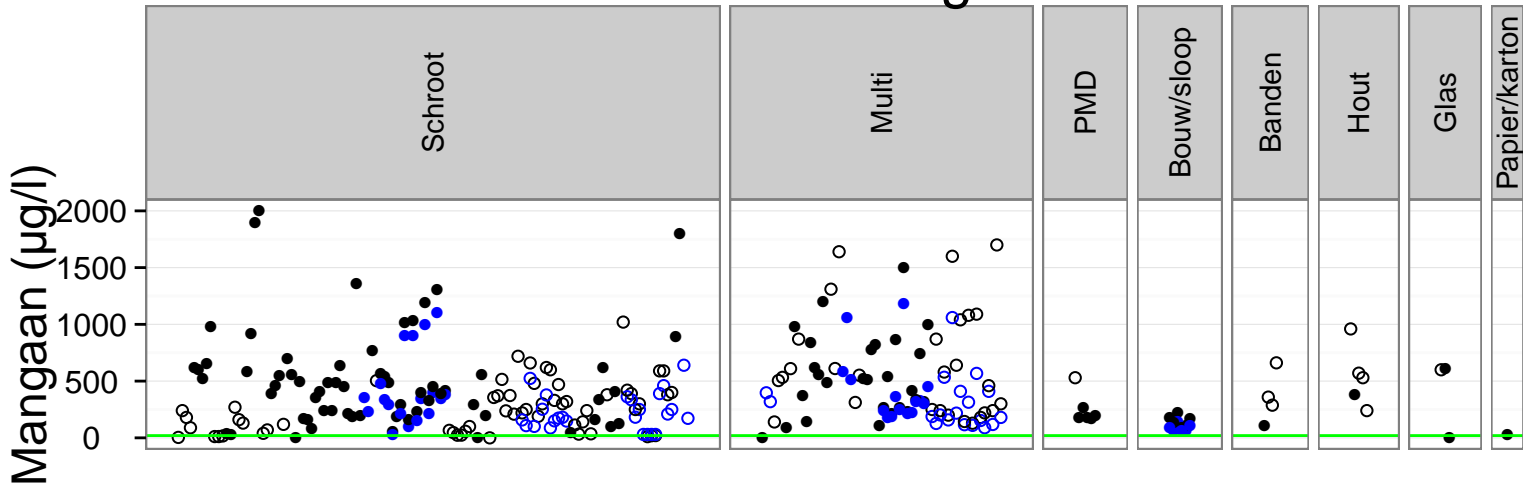 Schroot
Multi
PMD
Bouw/sloop
Banden
Hout
Glas
Papier/karton
Mangaan (µg/l)
2000
1500
1000
500
0